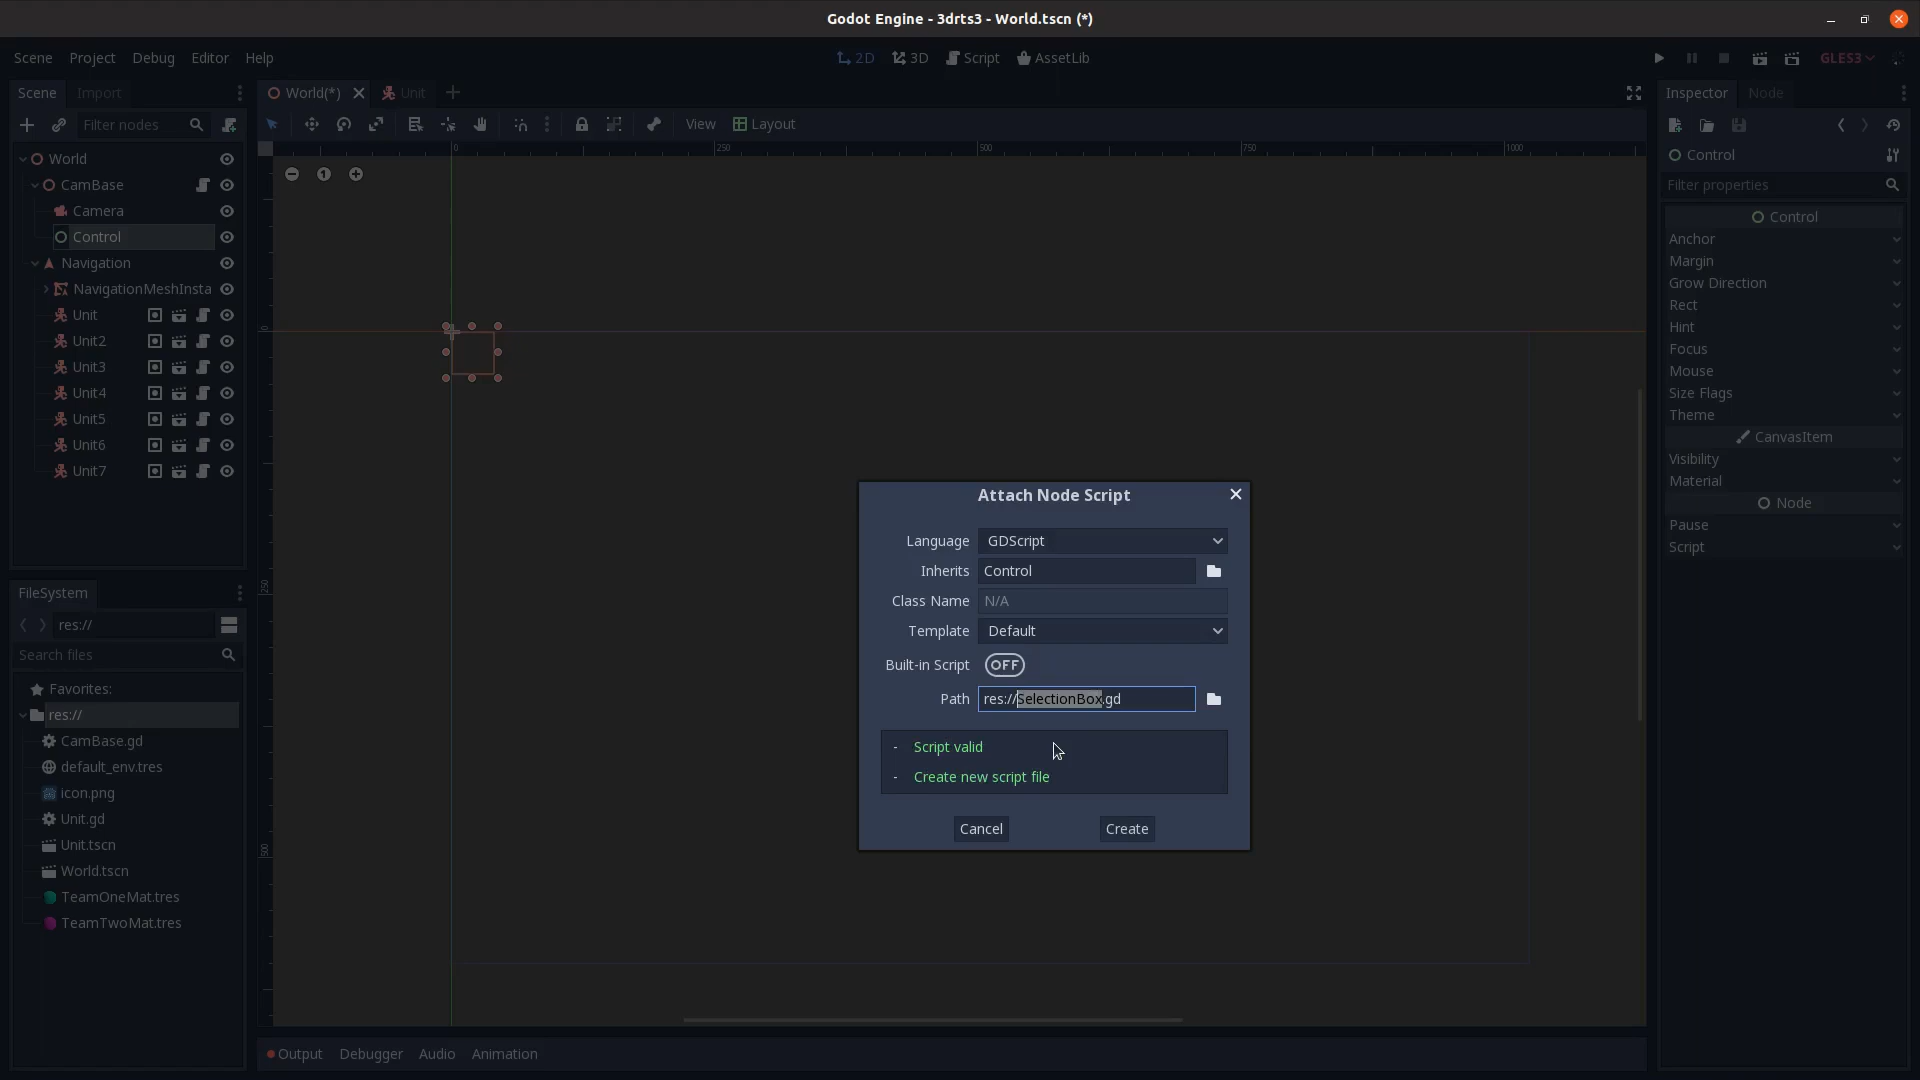 Godot Engine - 3drts3 - World.tscn (*)
Scene Project Debug Editor Help
2D 3D Script AssetLib
GLES3
Scene Import
World(*) Unit
Inspector Node
Filter nodes
View Layout
0 250 500 750 1000
World
CamBase
Camera
Control
Navigation
NavigationMeshInsta
Unit
Unit2
Unit3
Unit4
Unit5
Unit6
Unit7
FileSystem
res://
Search files
Favorites:
res://
CamBase.gd
default_env.tres
icon.png
Unit.gd
Unit.tscn
World.tscn
TeamOneMat.tres
TeamTwoMat.tres
1
0
250
500
Attach Node Script
Language GDScript
Inherits Control
Class Name N/A
Template Default
Built-in Script OFF
Path res://SelectionBox.gd
- Script valid
- Create new script file
Cancel Create
Output Debugger Audio Animation
Control
Filter properties
Control
Anchor
Margin
Grow Direction
Rect
Hint
Focus
Mouse
Size Flags
Theme
CanvasItem
Visibility
Material
Node
Pause
Script